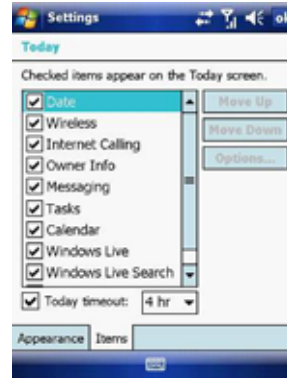 Settings
ok
Today
Checked items appear on the Today screen.
Date
Wireless
Internet Calling
Owner Info
Messaging
Tasks
Calendar
Windows Live
Windows Live Search
Move Up
Move Down
Options...
Today timeout: 4 hr
Appearance Items